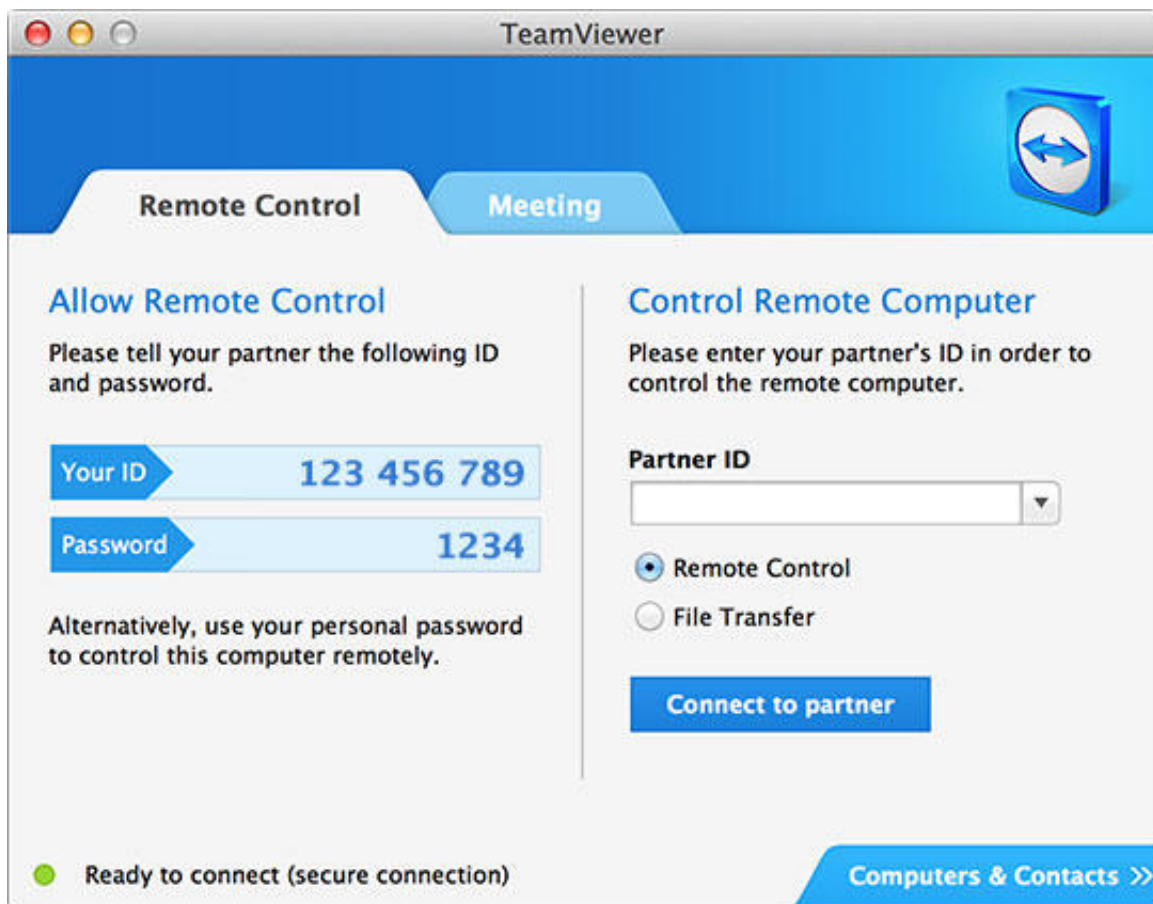 TeamViewer
Remote Control
Meeting
Allow Remote Control
Please tell your partner the following ID
and password.
Your ID
123 456 789
Password
1234
Alternatively, use your personal password
to control this computer remotely.
Control Remote Computer
Please enter your partner's ID in order to
control the remote computer.
Partner ID
Remote Control
File Transfer
Connect to partner
Ready to connect (secure connection)
Computers & Contacts >>